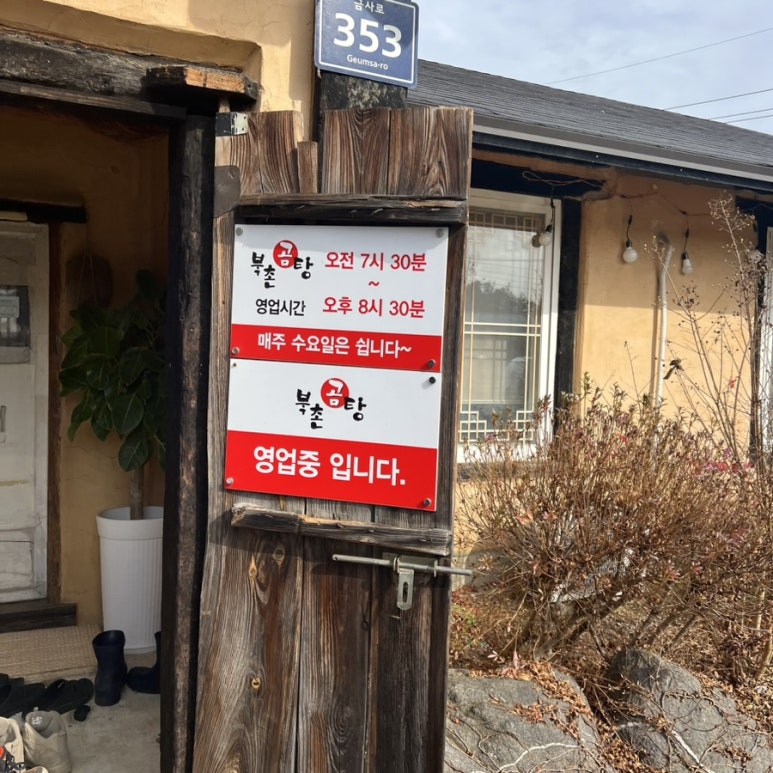 금사로
353
Geumsa-ro
북촌곰탕 오전 7시 30분
~
영업시간 오후 8시 30분
매주 수요일은 쉽니다~
북촌곰탕
영업중 입니다.